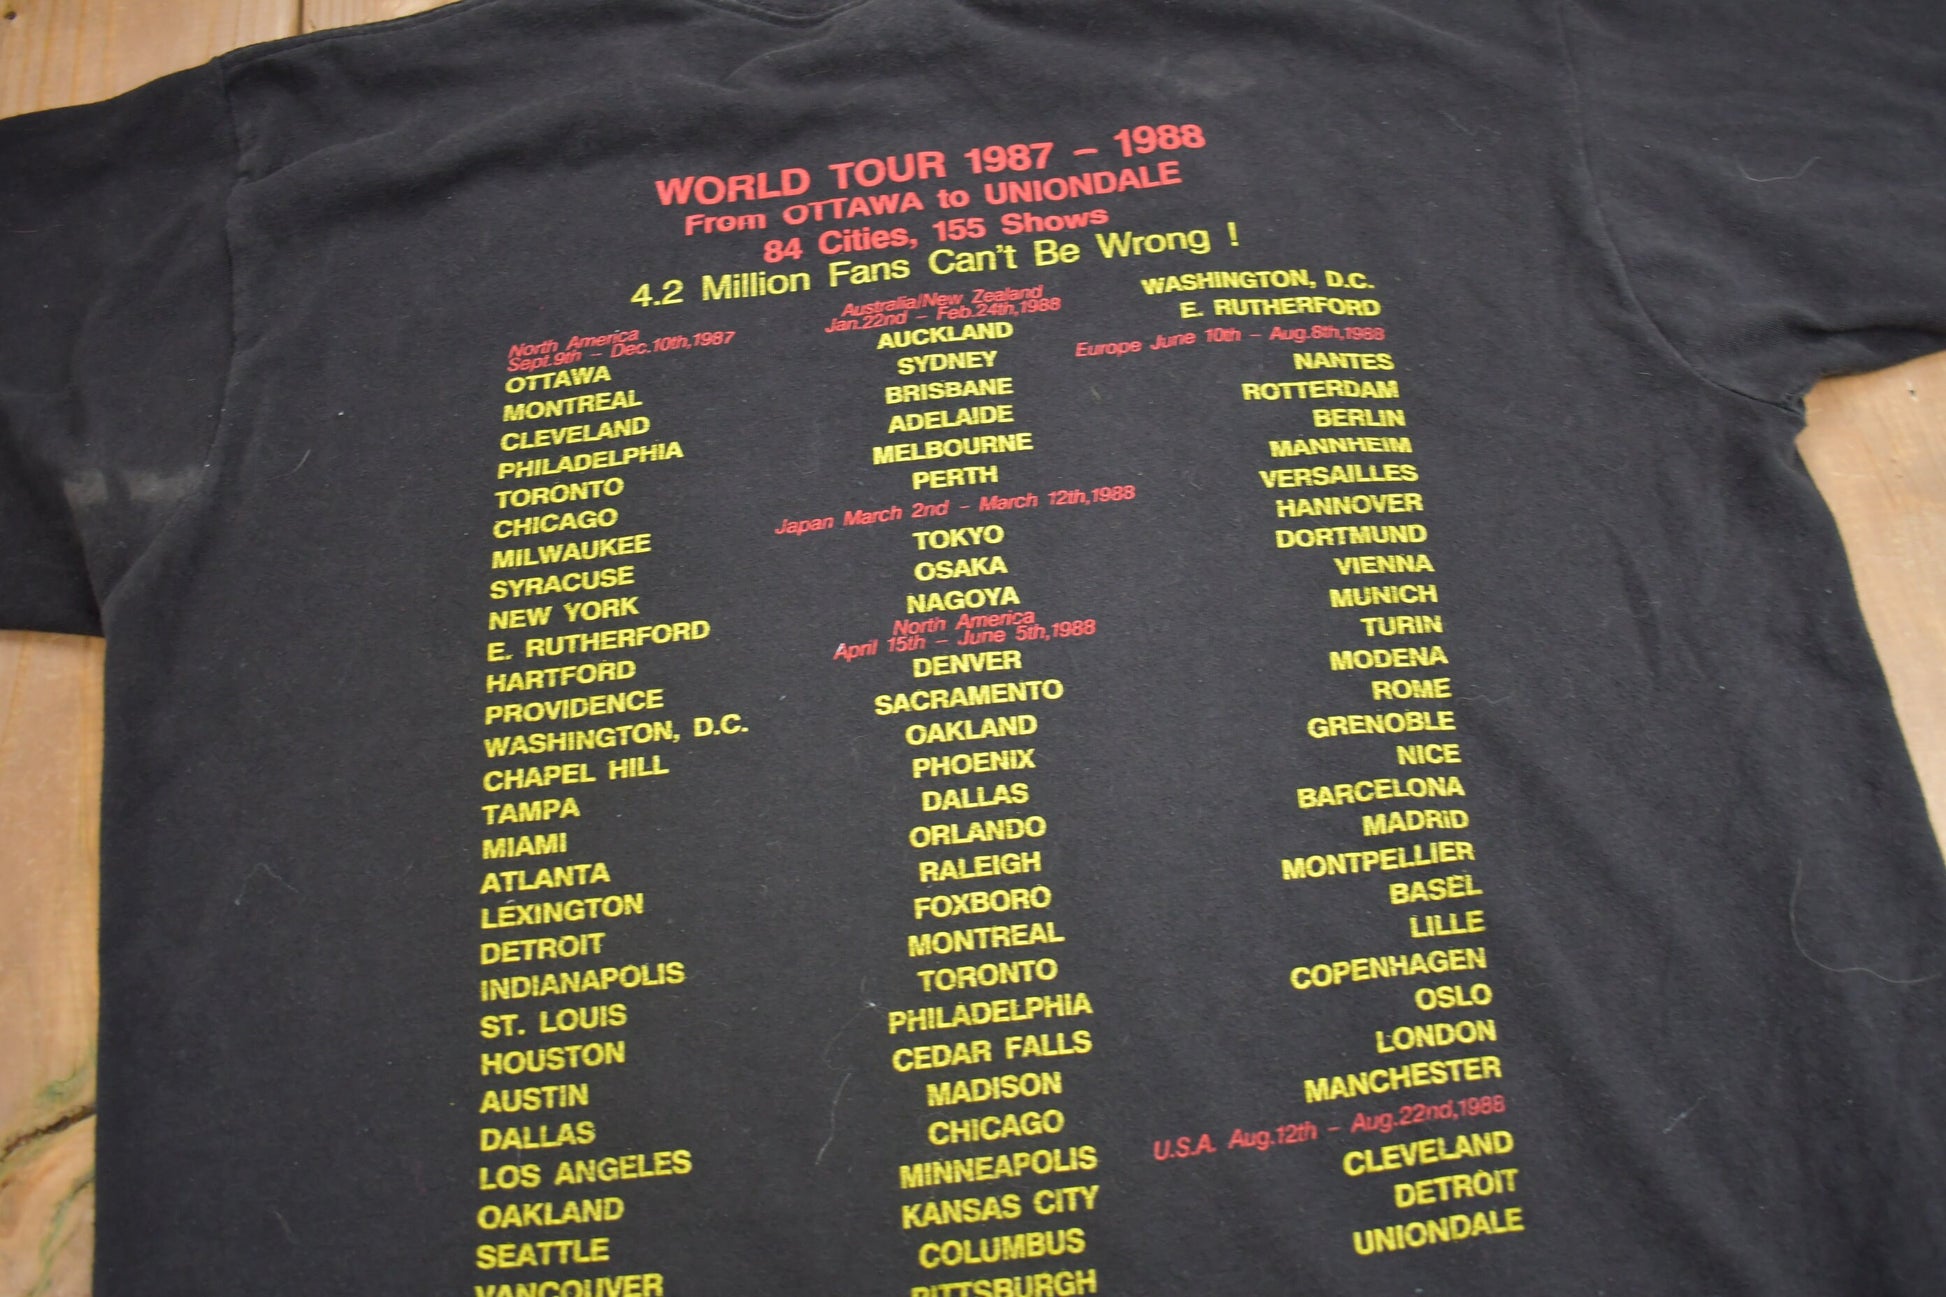 WORLD TOUR 1987 – 1988
From OTTAWA to UNIONDALE
84 Cities, 155 Shows
4.2 Million Fans Can't Be Wrong !
North America
Sept.9th – Dec.10th,1987
OTTAWA
MONTREAL
CLEVELAND
PHILADELPHIA
TORONTO
CHICAGO
MILWAUKEE
SYRACUSE
NEW YORK
E. RUTHERFORD
HARTFORD
PROVIDENCE
WASHINGTON, D.C.
CHAPEL HILL
TAMPA
MIAMI
ATLANTA
LEXINGTON
DETROIT
INDIANAPOLIS
ST. LOUIS
HOUSTON
AUSTIN
DALLAS
LOS ANGELES
OAKLAND
SEATTLE
VANCOUVER
Australia/New Zealand
Jan.22nd – Feb.24th,1988
AUCKLAND
SYDNEY
BRISBANE
ADELAIDE
MELBOURNE
PERTH
Japan March 2nd – March 12th,1988
TOKYO
OSAKA
NAGOYA
North America
April 15th – June 5th,1988
DENVER
SACRAMENTO
OAKLAND
PHOENIX
DALLAS
ORLANDO
RALEIGH
FOXBORO
MONTREAL
TORONTO
PHILADELPHIA
CEDAR FALLS
MADISON
CHICAGO
MINNEAPOLIS
KANSAS CITY
COLUMBUS
PITTSBURGH
WASHINGTON, D.C.
E. RUTHERFORD
Europe June 10th – Aug.8th,1988
NANTES
ROTTERDAM
BERLIN
MANNHEIM
VERSAILLES
HANNOVER
DORTMUND
VIENNA
MUNICH
TURIN
MODENA
ROME
GRENOBLE
NICE
BARCELONA
MADRID
MONTPELLIER
BASEL
LILLE
COPENHAGEN
OSLO
LONDON
MANCHESTER
U.S.A. Aug.12th – Aug.22nd,1988
CLEVELAND
DETROIT
UNIONDALE